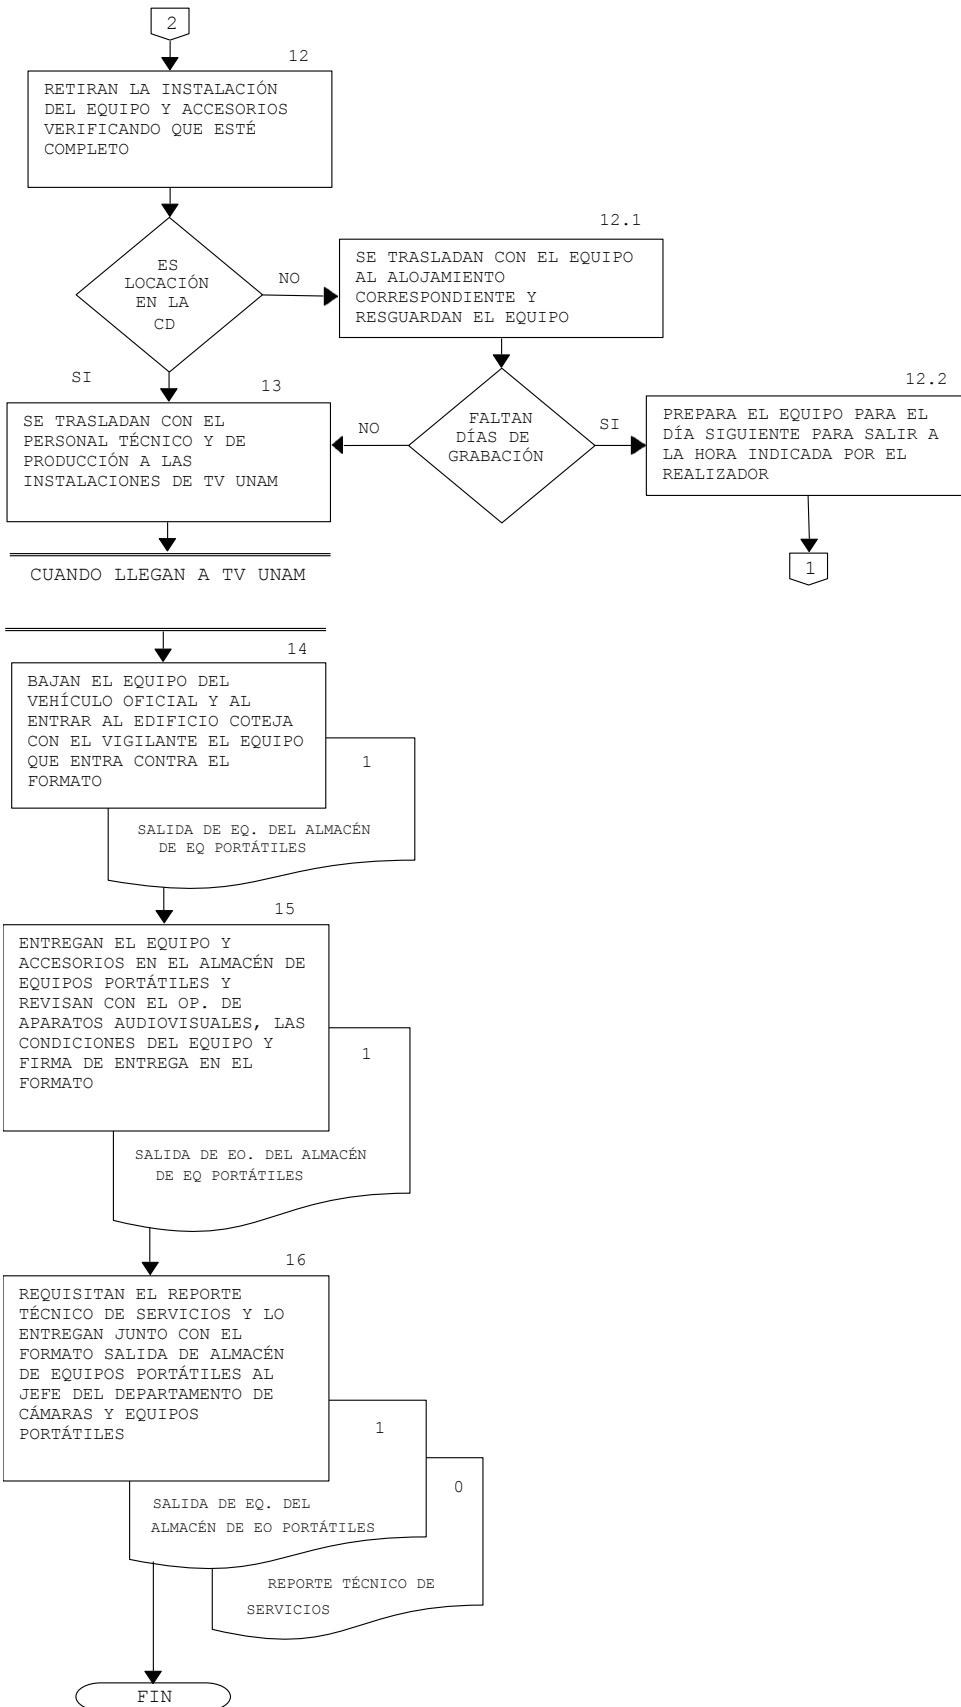 2
12
RETIRAN LA INSTALACIÓN
DEL EQUIPO Y ACCESORIOS
VERIFICANDO QUE ESTÉ
COMPLETO
ES
LOCACIÓN
EN LA
CD
NO
12.1
SE TRASLADAN CON EL EQUIPO
AL ALOJAMIENTO
CORRESPONDIENTE Y
RESGUARDAN EL EQUIPO
SI
13
SE TRASLADAN CON EL
PERSONAL TÉCNICO Y DE
PRODUCCIÓN A LAS
INSTALACIONES DE TV UNAM
NO
FALTAN
DÍAS DE
GRABACIÓN
SI
12.2
PREPARA EL EQUIPO PARA EL
DÍA SIGUIENTE PARA SALIR A
LA HORA INDICADA POR EL
REALIZADOR
1
CUANDO LLEGAN A TV UNAM
14
BAJAN EL EQUIPO DEL
VEHÍCULO OFICIAL Y AL
ENTRAR AL EDIFICIO COTEJA
CON EL VIGILANTE EL EQUIPO
QUE ENTRA CONTRA EL
FORMATO
1
SALIDA DE EQ. DEL ALMACÉN
DE EQ PORTÁTILES
15
ENTREGAN EL EQUIPO Y
ACCESORIOS EN EL ALMACÉN DE
EQUIPOS PORTÁTILES Y
REVISAN CON EL OP. DE
APARATOS AUDIOVISUALES, LAS
CONDICIONES DEL EQUIPO Y
FIRMA DE ENTREGA EN EL
FORMATO
1
SALIDA DE EO. DEL ALMACÉN
DE EQ PORTÁTILES
16
REQUISITAN EL REPORTE
TÉCNICO DE SERVICIOS Y LO
ENTREGAN JUNTO CON EL
FORMATO SALIDA DE ALMACÉN
DE EQUIPOS PORTÁTILES AL
JEFE DEL DEPARTAMENTO DE
CÁMARAS Y EQUIPOS
PORTÁTILES
1
SALIDA DE EQ. DEL
ALMACÉN DE EO PORTÁTILES
0
REPORTE TÉCNICO DE
SERVICIOS
FIN